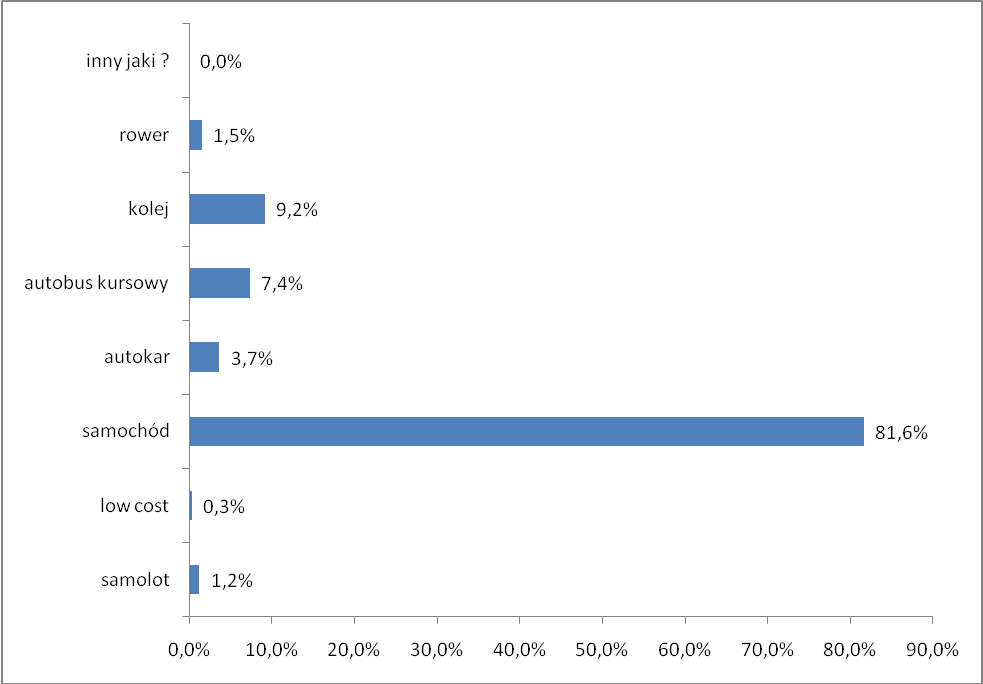 inny jaki ? 0,0%
rower 1,5%
kolej 9,2%
autobus kursowy 7,4%
autokar 3,7%
samochód 81,6%
low cost 0,3%
samolot 1,2%
0,0% 10,0% 20,0% 30,0% 40,0% 50,0% 60,0% 70,0% 80,0% 90,0%